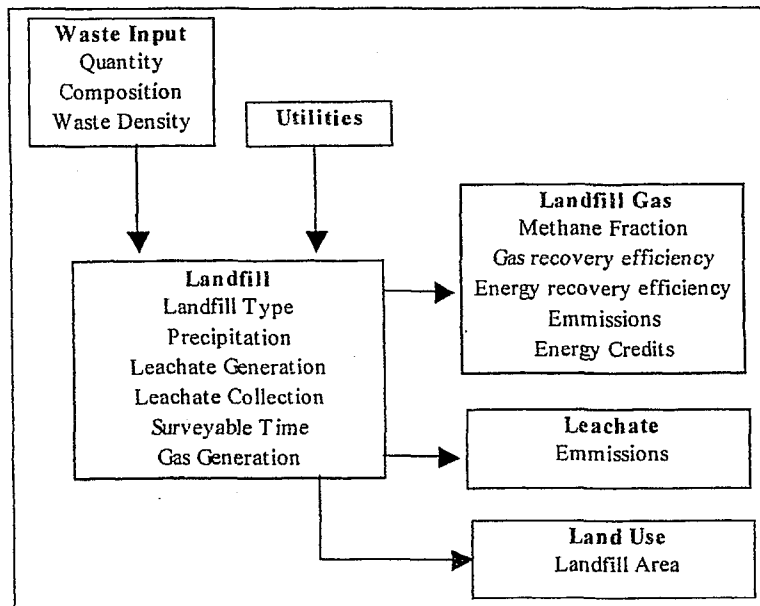 Waste Input
Quantity
Composition
Waste Density
Utilities
Landfill
Landfill Type
Precipitation
Leachate Generation
Leachate Collection
Surveyable Time
Gas Generation
Landfill Gas
Methane Fraction
Gas recovery efficiency
Energy recovery efficiency
Emmissions
Energy Credits
Leachate
Emmissions
Land Use
Landfill Area